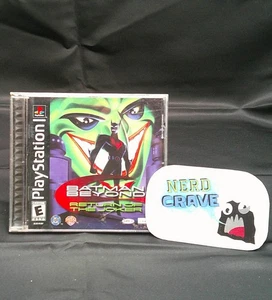 PlayStation
BATMAN
BEYOND
RETURN OF
THE JOKER
NERD
CRAVE